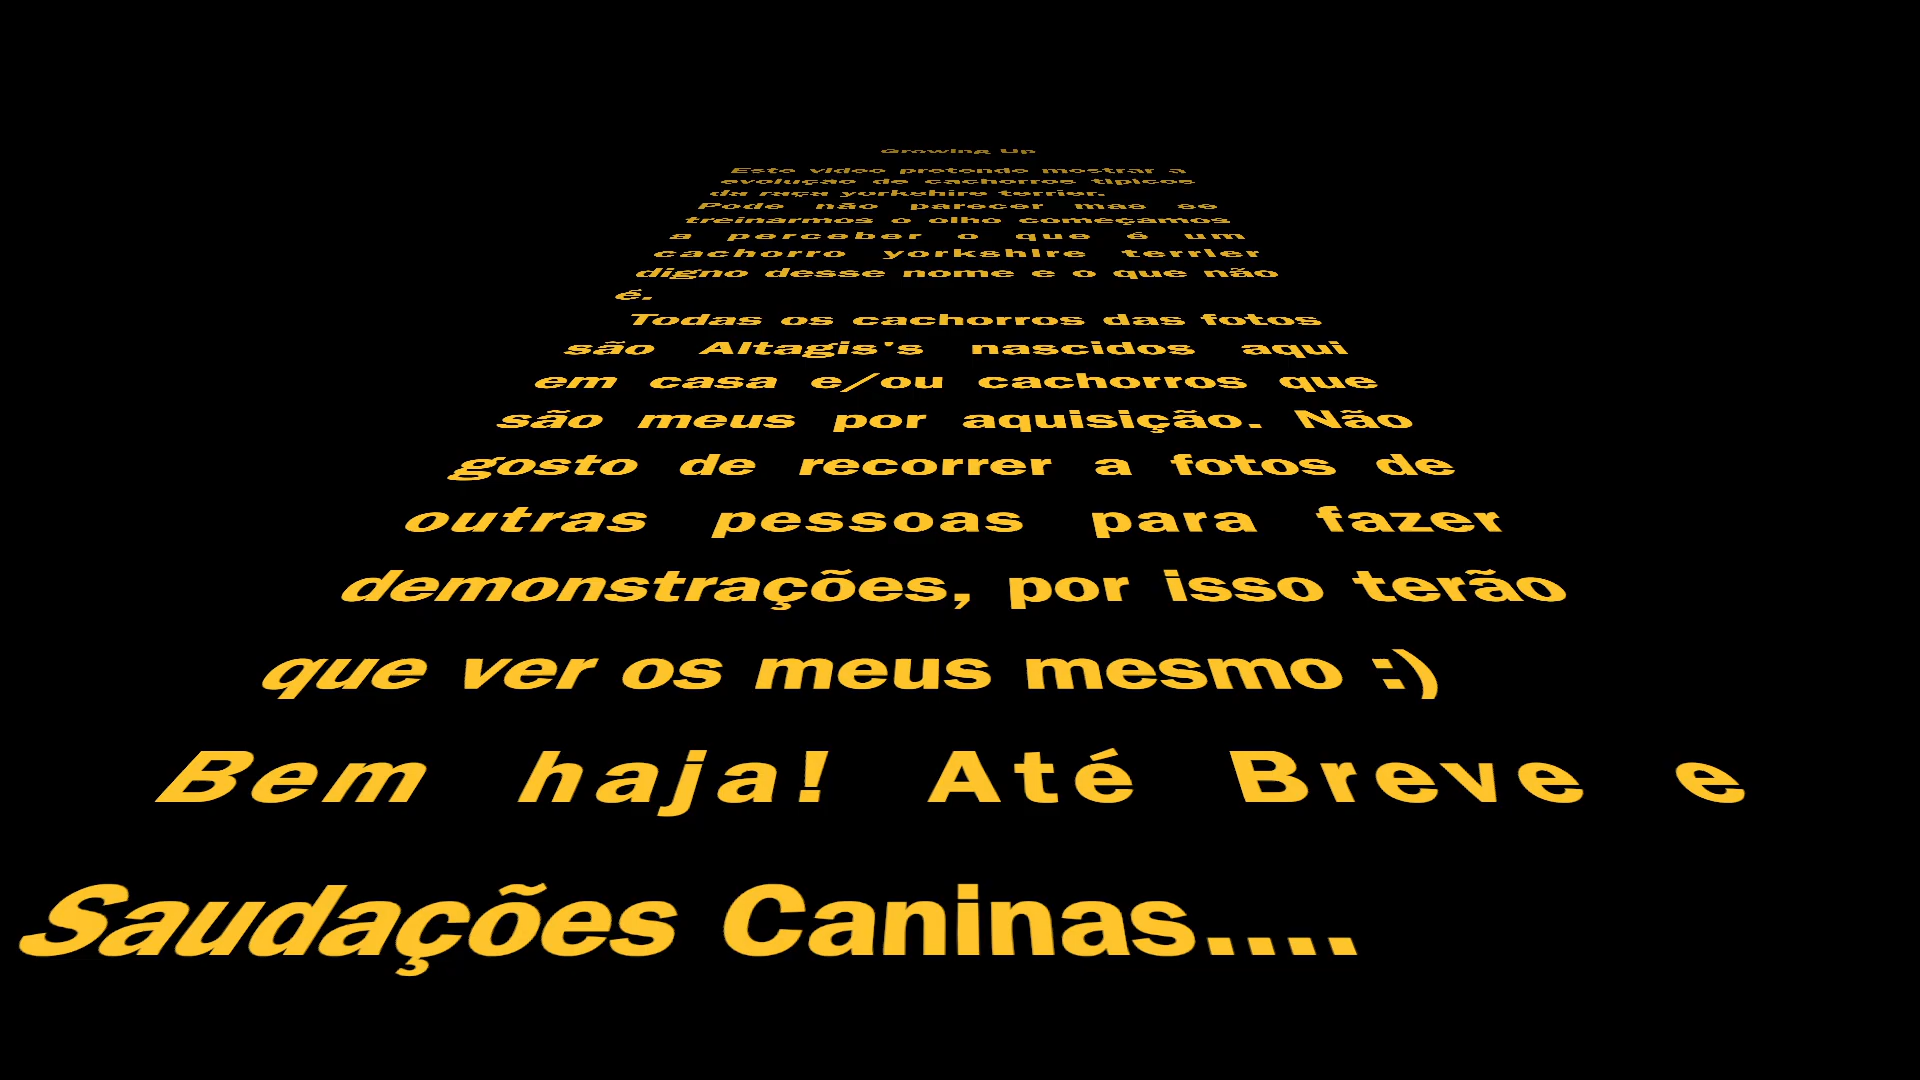 Growing Up
Este video pretende mostrar a
evolução de cachorros tipicos
da raça yorkshire terrier.
Pode não parecer mas se
treinarmos o olho começamos
a perceber o que é um
cachorro yorkshire terrier
digno desse nome e o que não
é.
Todas os cachorros das fotos
são Altagis's nascidos aqui
em casa e/ou cachorros que
são meus por aquisição. Não
gosto de recorrer a fotos de
outras pessoas para fazer
demonstrações, por isso terão
que ver os meus mesmo :)
Bem haja! Até Breve e
Saudações Caninas....